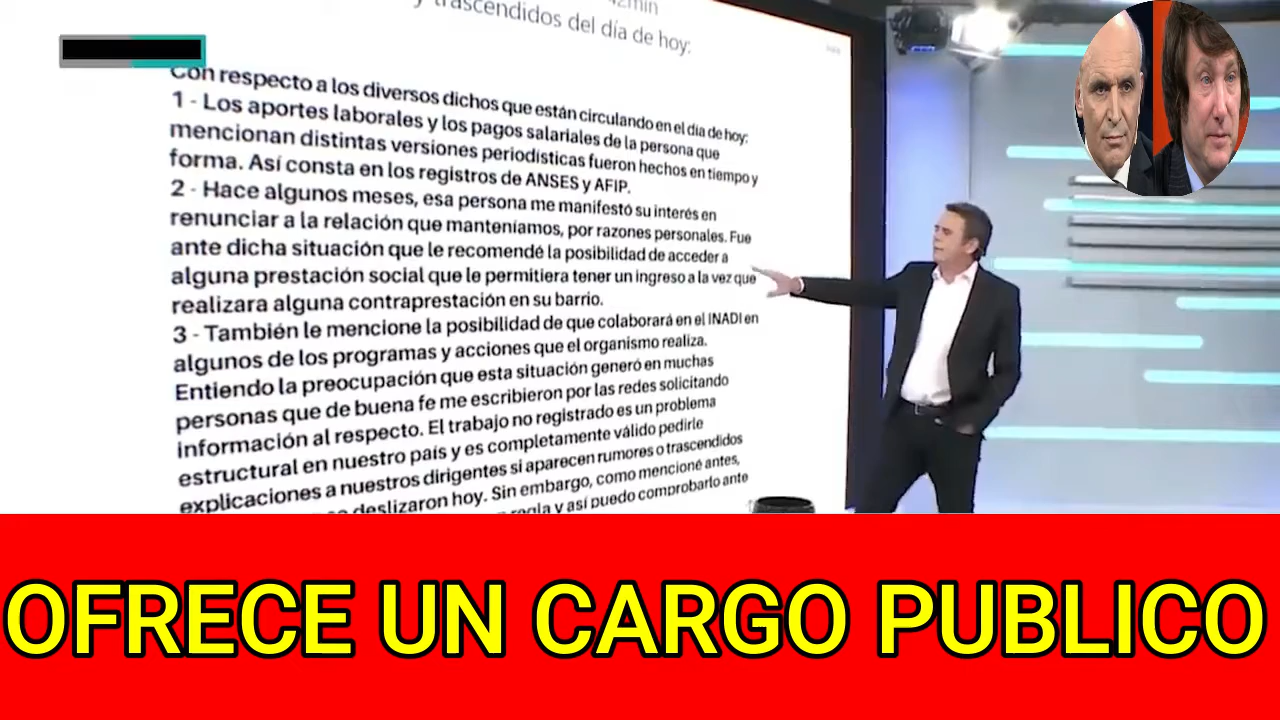 trascendidos del día de hoy:
Con respecto a los diversos dichos que están circulando en el día de hoy:
1 - Los aportes laborales y los pagos salariales de la persona que
mencionan distintas versiones periodísticas fueron hechos en tiempo y
forma. Así consta en los registros de ANSES y AFIP.
2 - Hace algunos meses, esa persona me manifestó su interés en
renunciar a la relación que manteníamos, por razones personales. Fue
ante dicha situación que le recomendé la posibilidad de acceder a
alguna prestación social que le permitiera tener un ingreso a la vez que
realizara alguna contraprestación en su barrio.
3 - También le mencione la posibilidad de que colaborará en el INADI en
algunos de los programas y acciones que el organismo realiza.
Entiendo la preocupación que esta situación generó en muchas
personas que de buena fe me escribieron por las redes solicitando
información al respecto. El trabajo no registrado es un problema
estructural en nuestro país y es completamente válido pedirle
explicaciones a nuestros dirigentes si aparecen rumores o trascendidos
deslizaron hoy. Sin embargo, como mencioné antes,
regla y así puedo comprobarlo ante
OFRECE UN CARGO PUBLICO